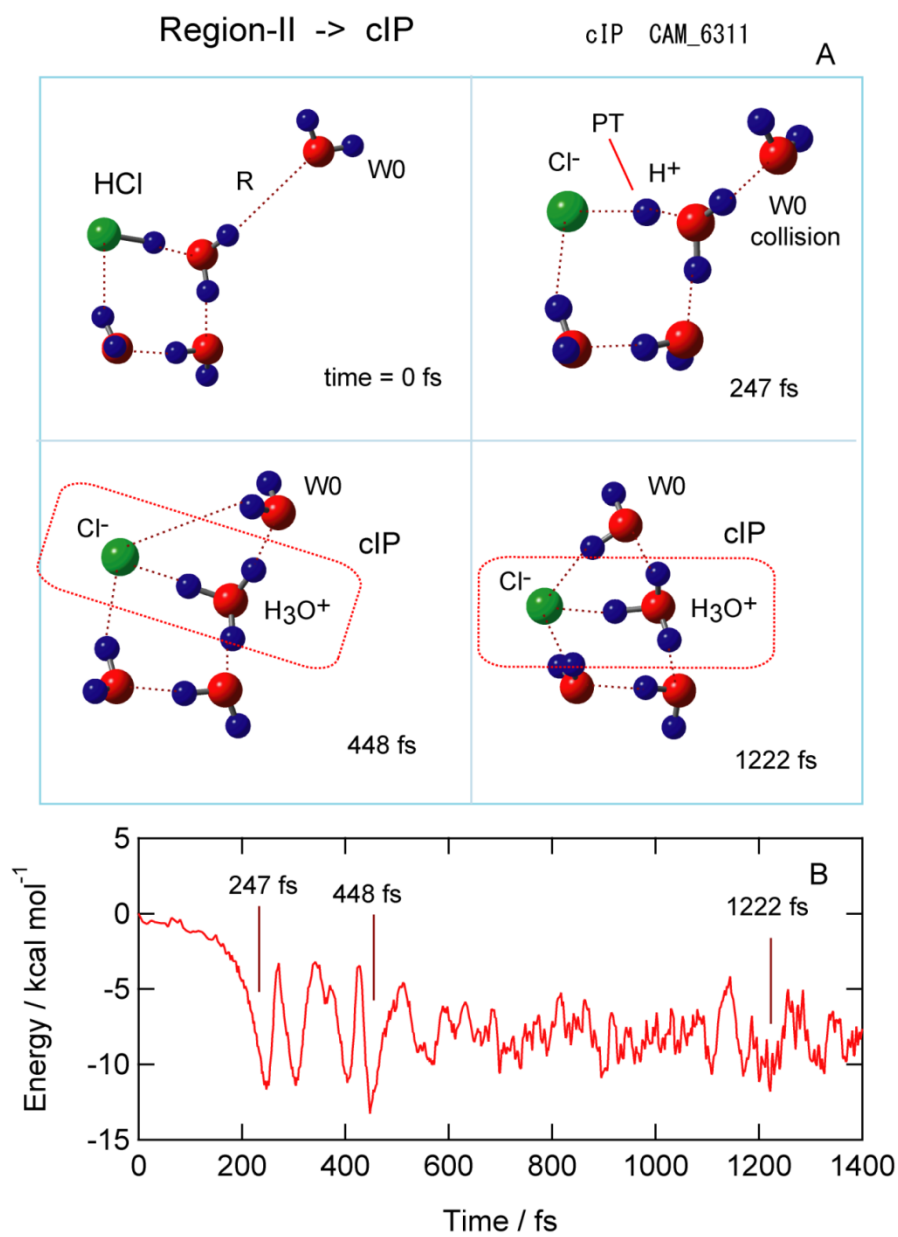 Region-II -> cIP
cIP CAM_6311
A
HCl
R
W0
time = 0 fs
PT
Cl⁻
H⁺
W0
collision
247 fs
W0
Cl⁻
cIP
H₃O⁺
448 fs
W0
cIP
Cl⁻
H₃O⁺
1222 fs
B
247 fs
448 fs
1222 fs
5
0
-5
-10
-15
Energy / kcal mol⁻¹
0 200 400 600 800 1000 1200 1400
Time / fs